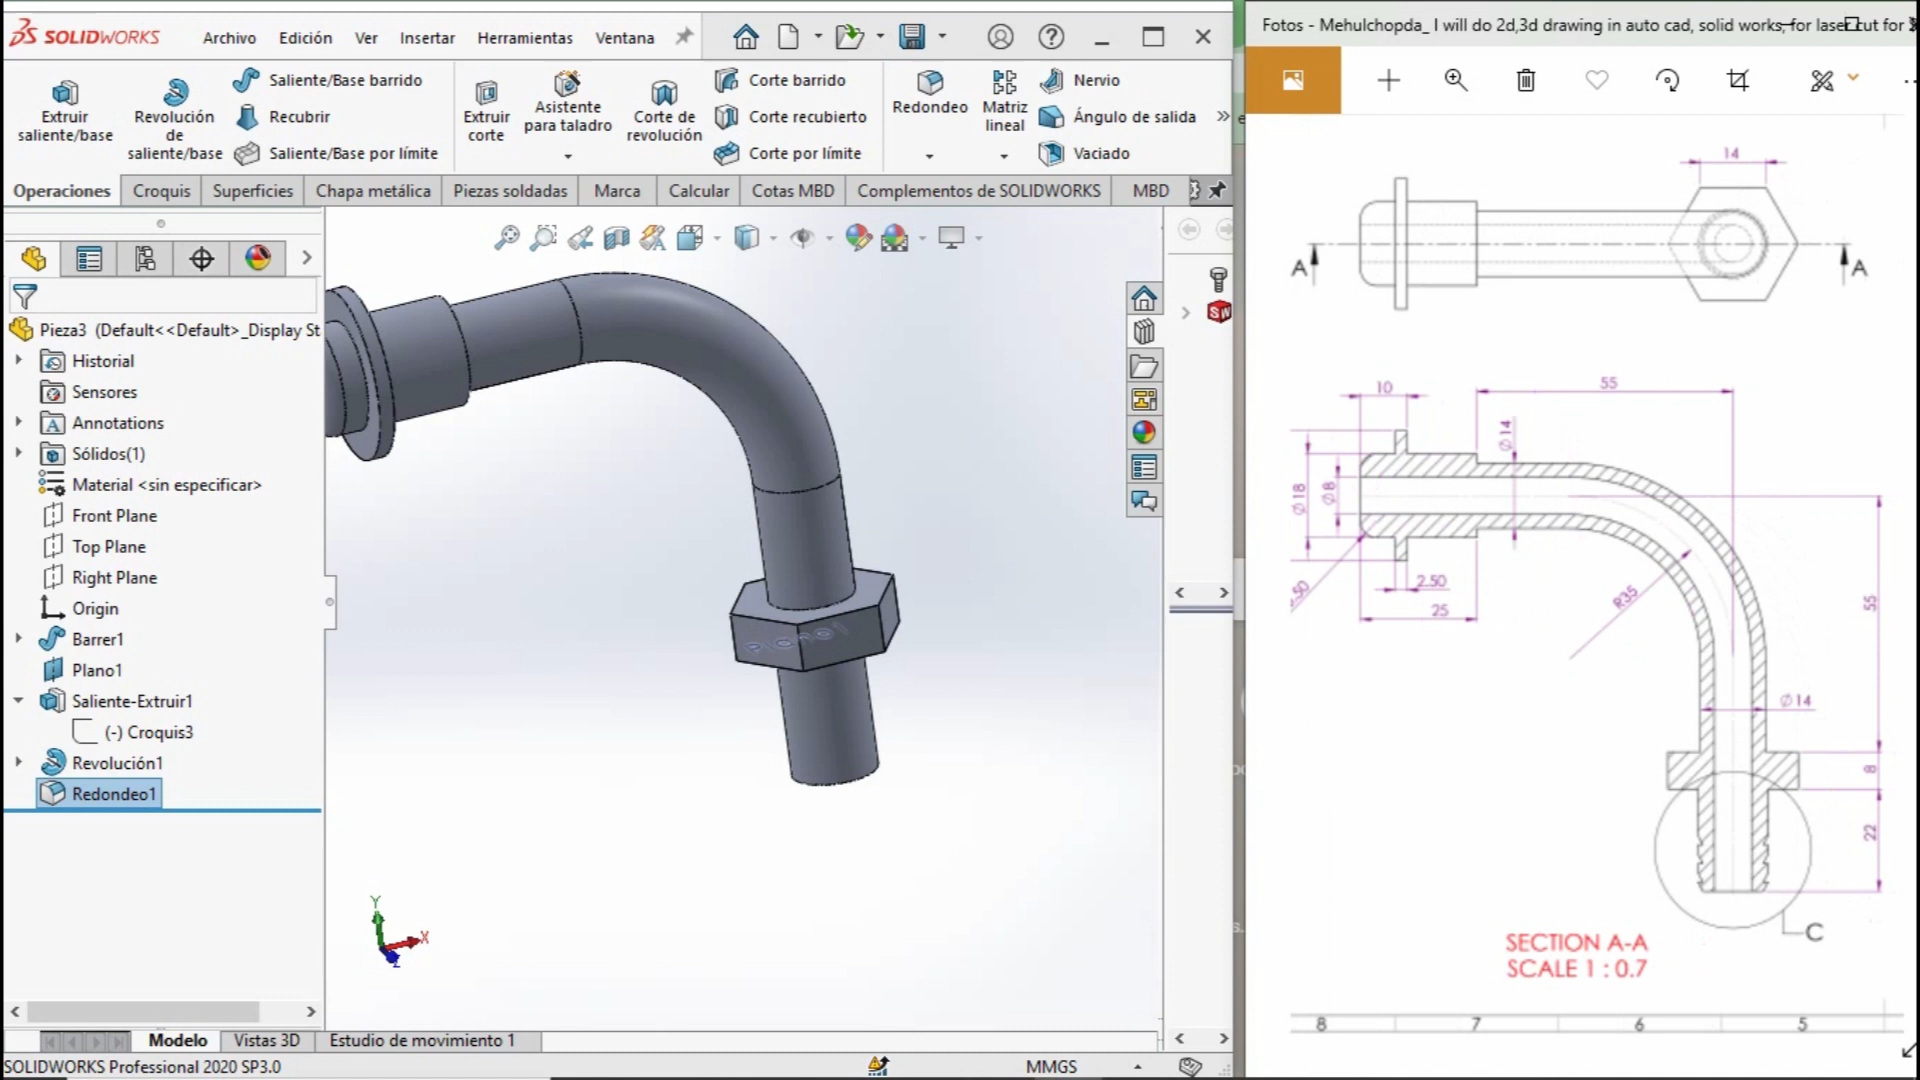 SOLIDWORKS
Archivo Edición Ver Insertar Herramientas Ventana
Fotos - Mehulchopda_ I will do 2d,3d drawing in auto cad, solid works, for laser cut for
Extruir saliente/base
Revolución de saliente/base
Saliente/Base barrido
Recubrir
Saliente/Base por límite
Extruir corte
Asistente para taladro
Corte de revolución
Corte barrido
Corte recubierto
Corte por límite
Redondeo
Matriz lineal
Nervio
Ángulo de salida
Vaciado
Operaciones Croquis Superficies Chapa metálica Piezas soldadas Marca Calcular Cotas MBD Complementos de SOLIDWORKS MBD
Pieza3 (Default<<Default>_Display St
Historial
Sensores
Annotations
Sólidos(1)
Material <sin especificar>
Front Plane
Top Plane
Right Plane
Origin
Barrer1
Plano1
Saliente-Extruir1
(-) Croquis3
Revolución1
Redondeo1
Plano1
Y
X
Z
Modelo Vistas 3D Estudio de movimiento 1
SOLIDWORKS Professional 2020 SP3.0
MMGS
14
A
A
10
55
Ø14
Ø18
Ø8
2.50
25
R35
55
Ø14
8
22
C
SECTION A-A
SCALE 1 : 0.7
8 7 6 5